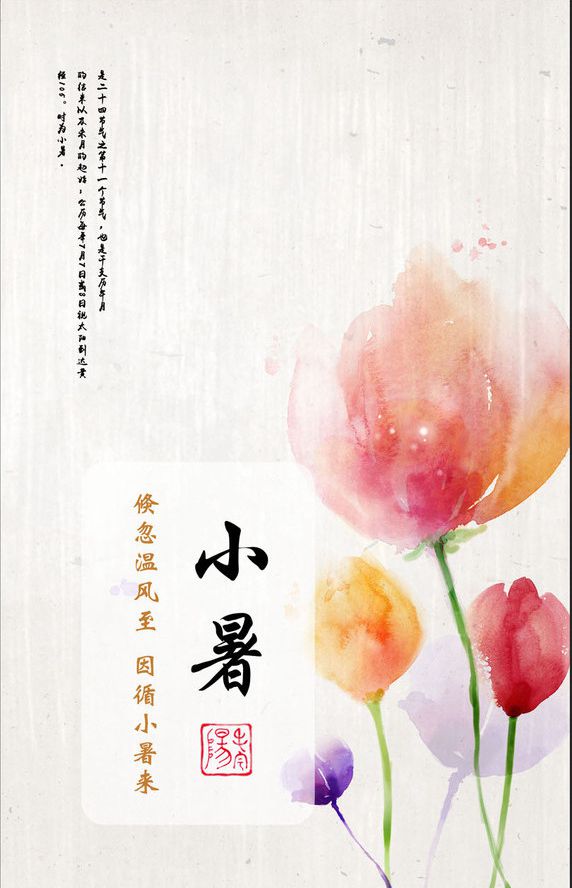 是二十四节气之第十一个节气，也是干支历午月
的结束以及未月的起始，公历每年7月7日或8日视太阳到达黄
经105°时为小暑。
小暑
倏忽温风至 因循小暑来